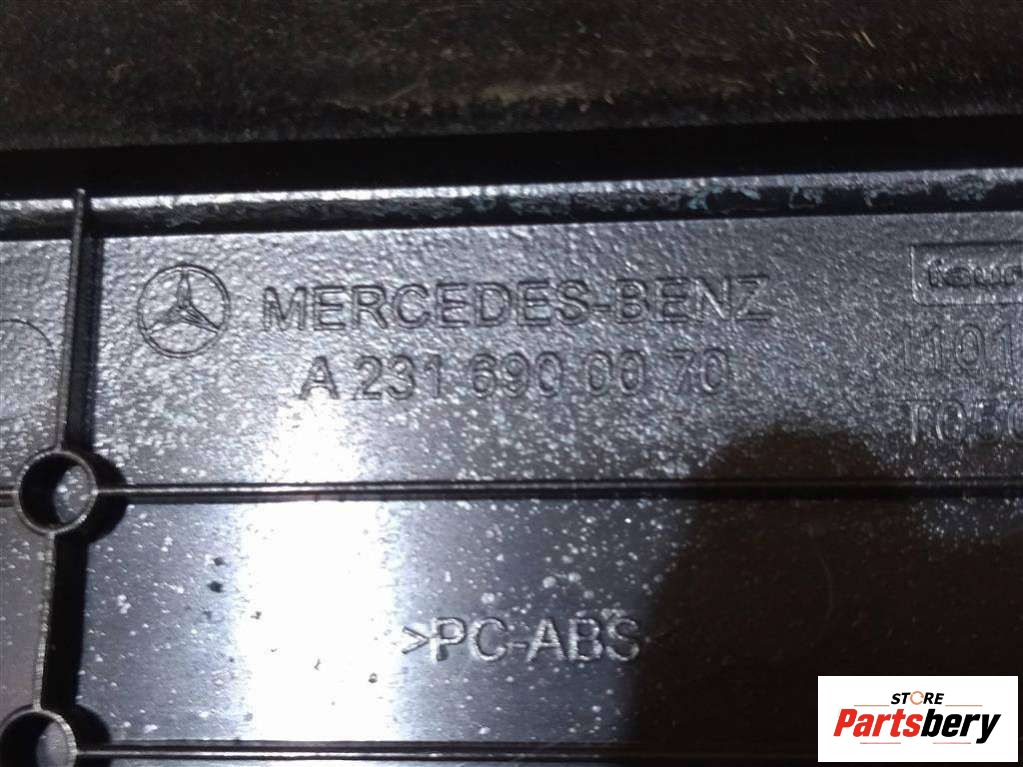 MERCEDES-BENZ
A 231 690 00 70
>PC-ABS<
STORE
Partsbery